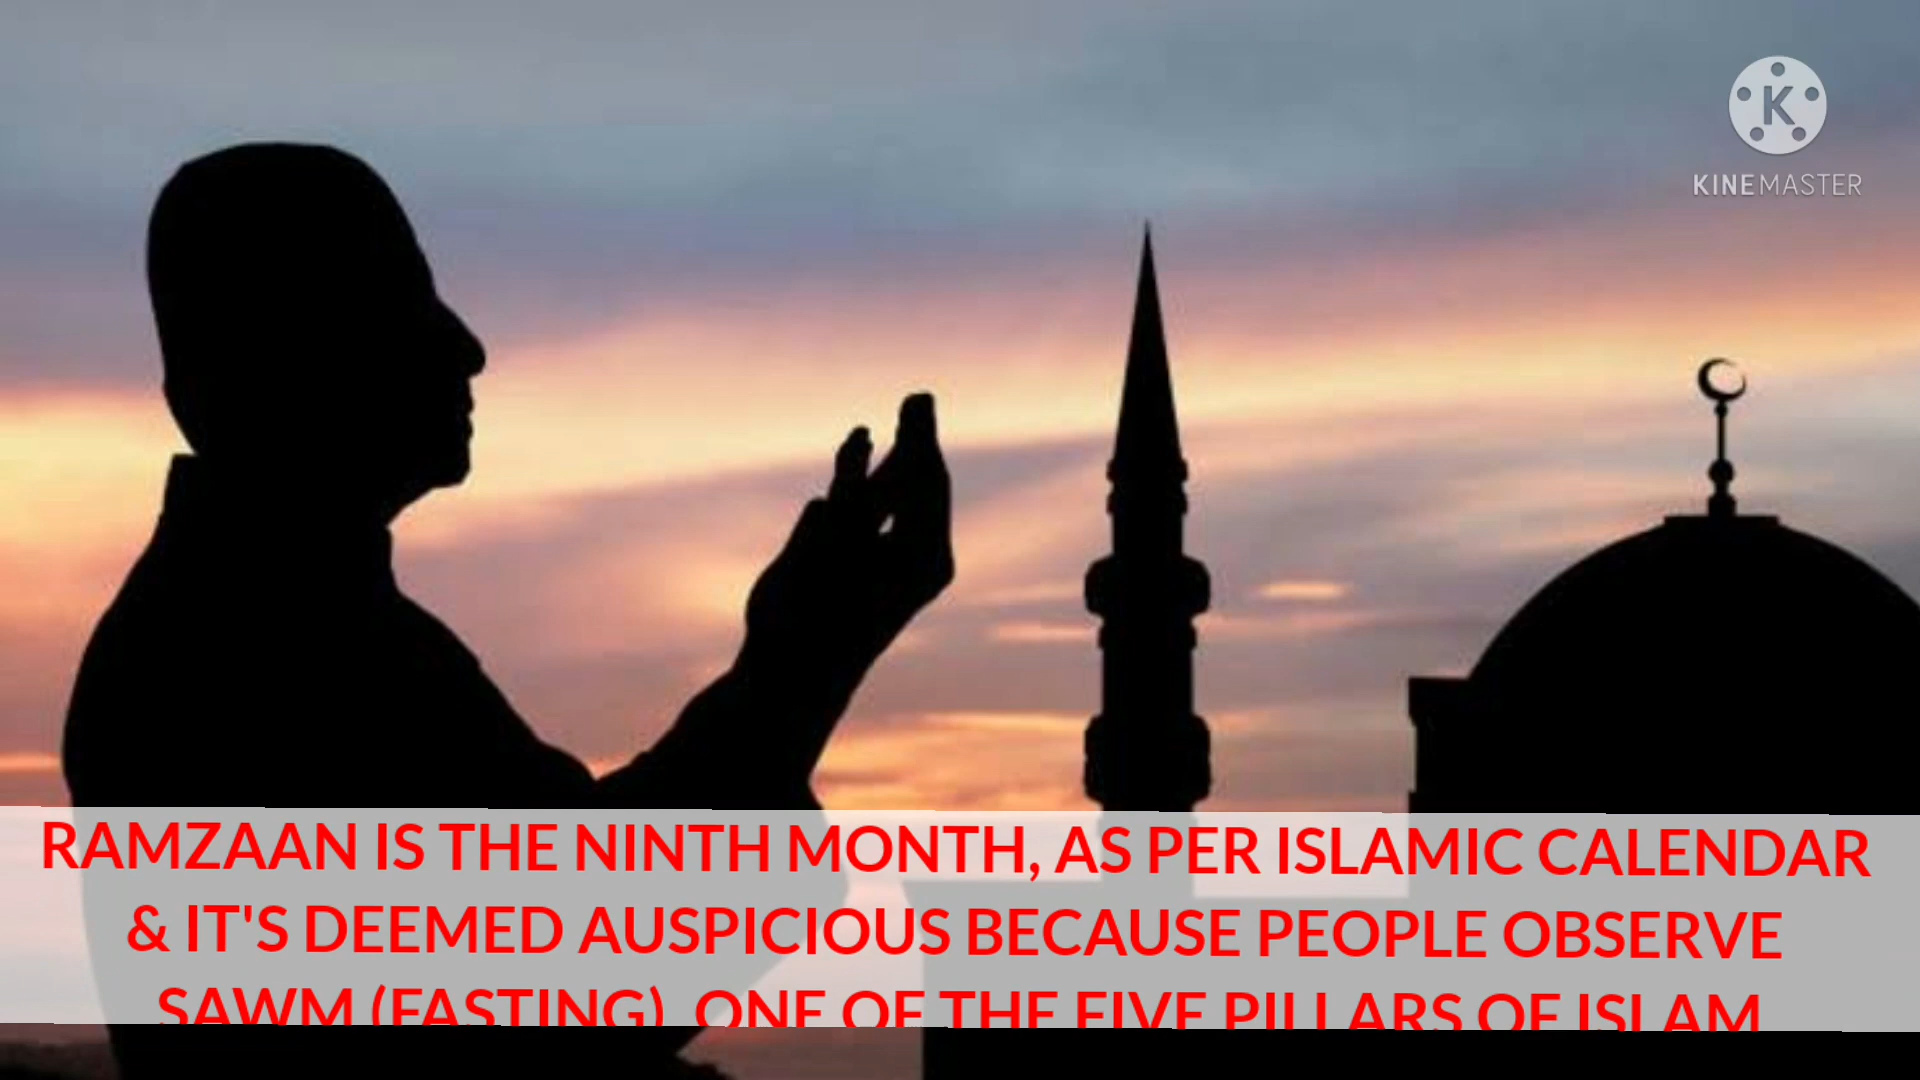 K
KINEMASTER
RAMZAAN IS THE NINTH MONTH, AS PER ISLAMIC CALENDAR
& IT'S DEEMED AUSPICIOUS BECAUSE PEOPLE OBSERVE
SAWM (FASTING), ONE OF THE FIVE PILLARS OF ISLAM